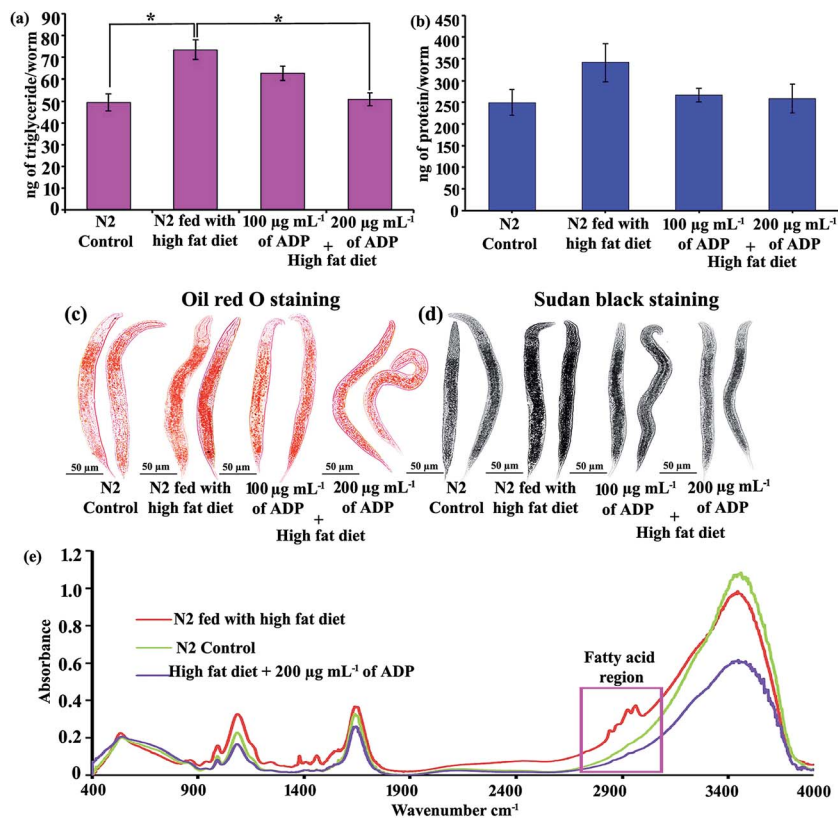 (a)
*
*
ng of triglyceride/worm
90
80
70
60
50
40
30
20
10
0
N2
Control
N2 fed with
high fat diet
100 µg mL⁻¹
of ADP
+
200 µg mL⁻¹
of ADP
High fat diet
(b)
ng of protein/worm
450
400
350
300
250
200
150
100
50
0
N2
Control
N2 fed with
high fat diet
100 µg mL⁻¹
of ADP
+
200 µg mL⁻¹
of ADP
High fat diet
Oil red O staining
(c)
50 µm
50 µm
50 µm
50 µm
N2
Control
N2 fed with
high fat diet
100 µg mL⁻¹
of ADP
+
200 µg mL⁻¹
of ADP
High fat diet
Sudan black staining
(d)
50 µm
50 µm
50 µm
50 µm
N2
Control
N2 fed with
high fat diet
100 µg mL⁻¹
of ADP
+
200 µg mL⁻¹
of ADP
High fat diet
(e)
Absorbance
1.2
1.0
0.8
0.6
0.4
0.2
0
N2 fed with high fat diet
N2 Control
High fat diet + 200 µg mL⁻¹ of ADP
Fatty acid
region
400 900 1400 1900 2400 2900 3400 4000
Wavenumber cm⁻¹